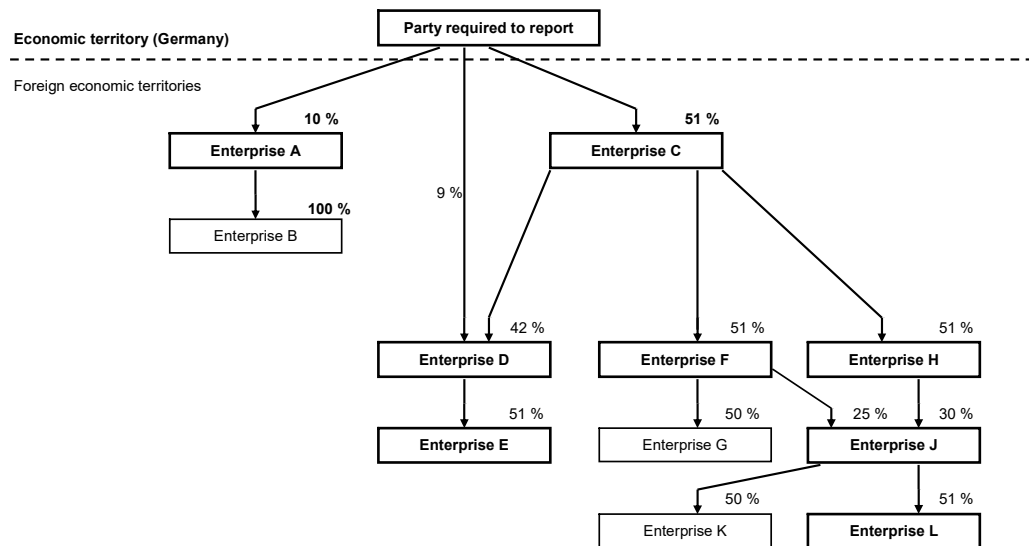 Party required to report
Economic territory (Germany)
Foreign economic territories
10 %
51 %
Enterprise A
Enterprise C
9 %
100 %
Enterprise B
42 %
51 %
51 %
Enterprise D
Enterprise F
Enterprise H
51 %
50 %
25 %
30 %
Enterprise E
Enterprise G
Enterprise J
50 %
51 %
Enterprise K
Enterprise L